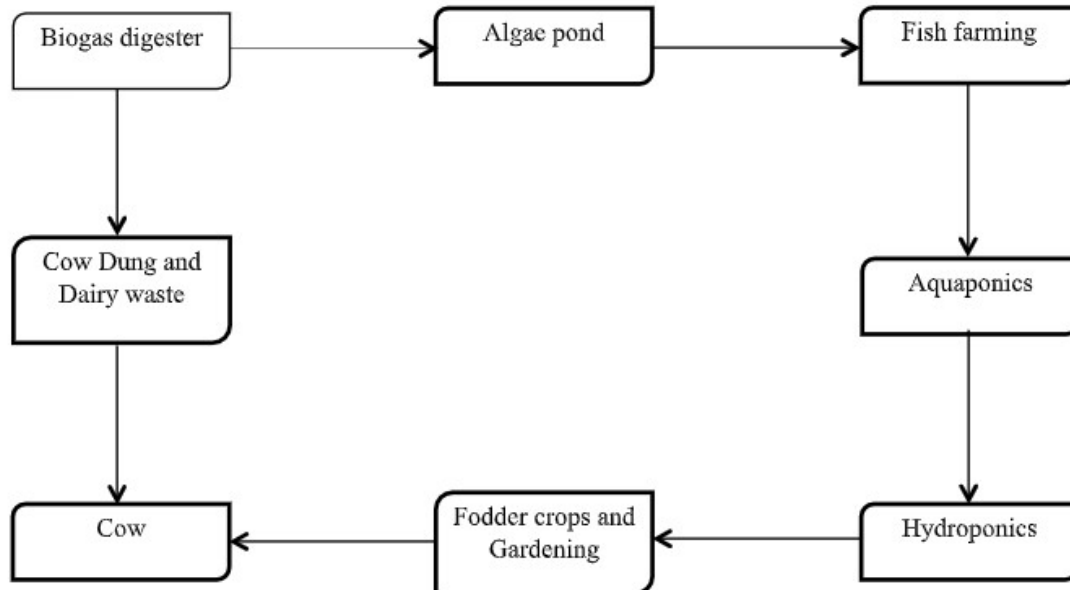 Biogas digester
Algae pond
Fish farming
Cow Dung and
Dairy waste
Aquaponics
Cow
Fodder crops and
Gardening
Hydroponics